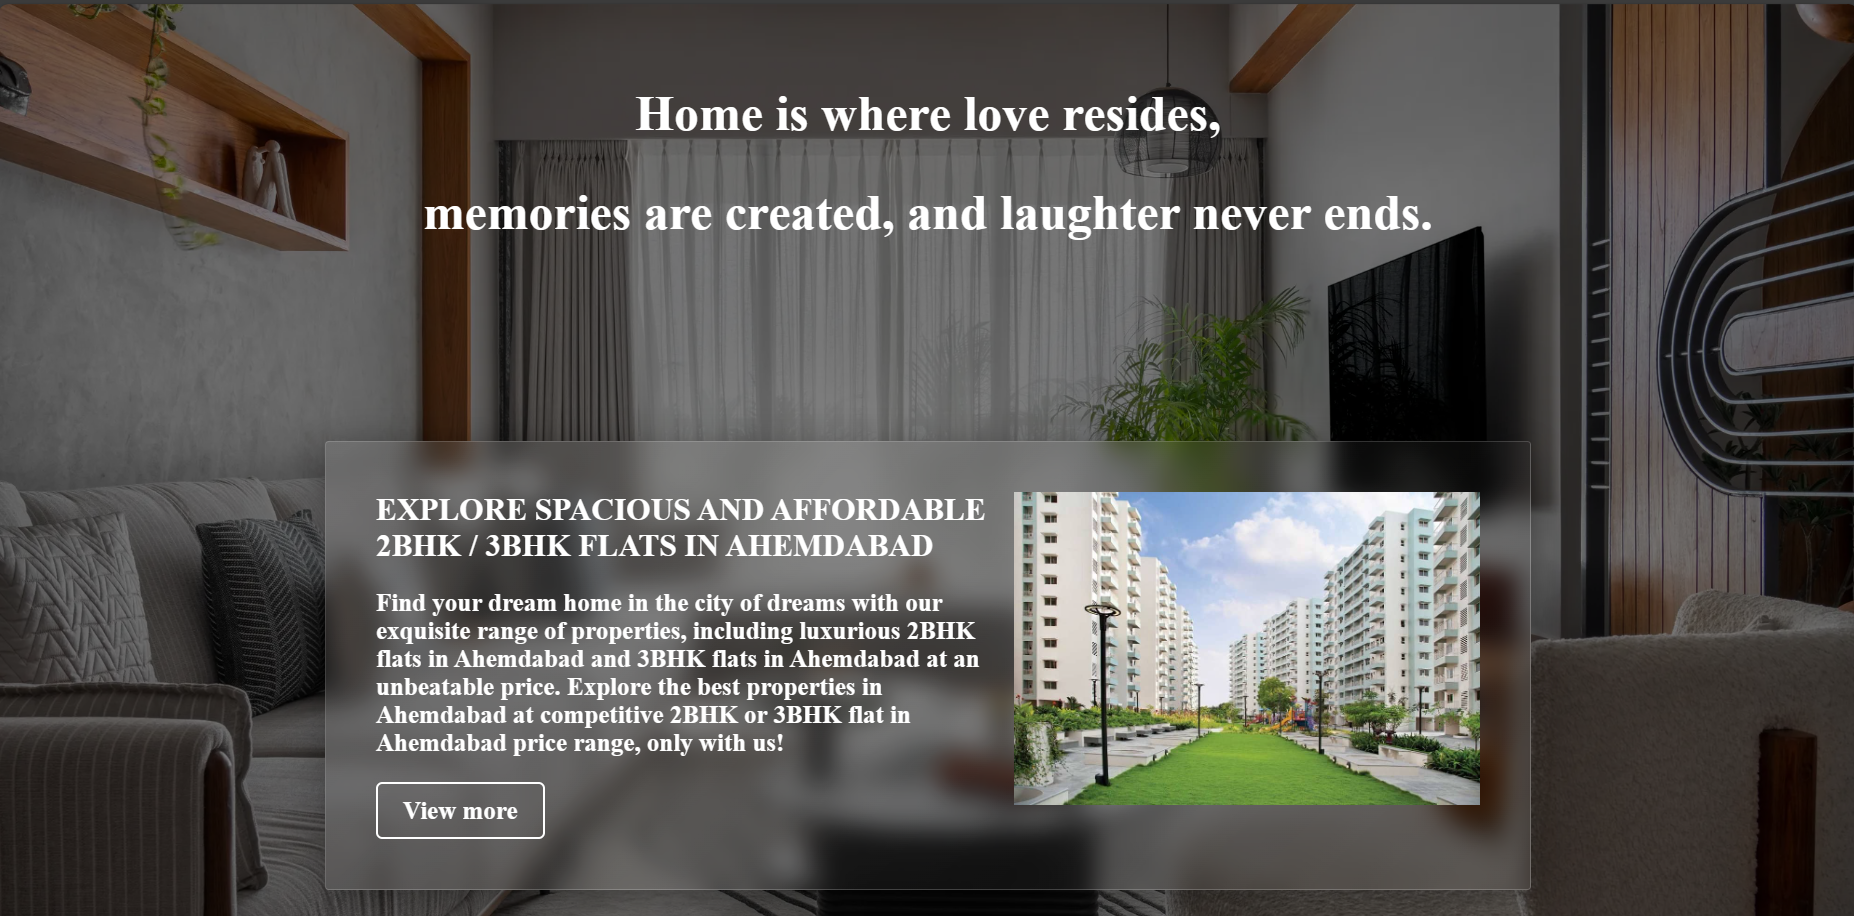 Home is where love resides,
memories are created, and laughter never ends.
EXPLORE SPACIOUS AND AFFORDABLE
2BHK / 3BHK FLATS IN AHEMDABAD
Find your dream home in the city of dreams with our
exquisite range of properties, including luxurious 2BHK
flats in Ahemdabad and 3BHK flats in Ahemdabad at an
unbeatable price. Explore the best properties in
Ahemdabad at competitive 2BHK or 3BHK flat in
Ahemdabad price range, only with us!
View more